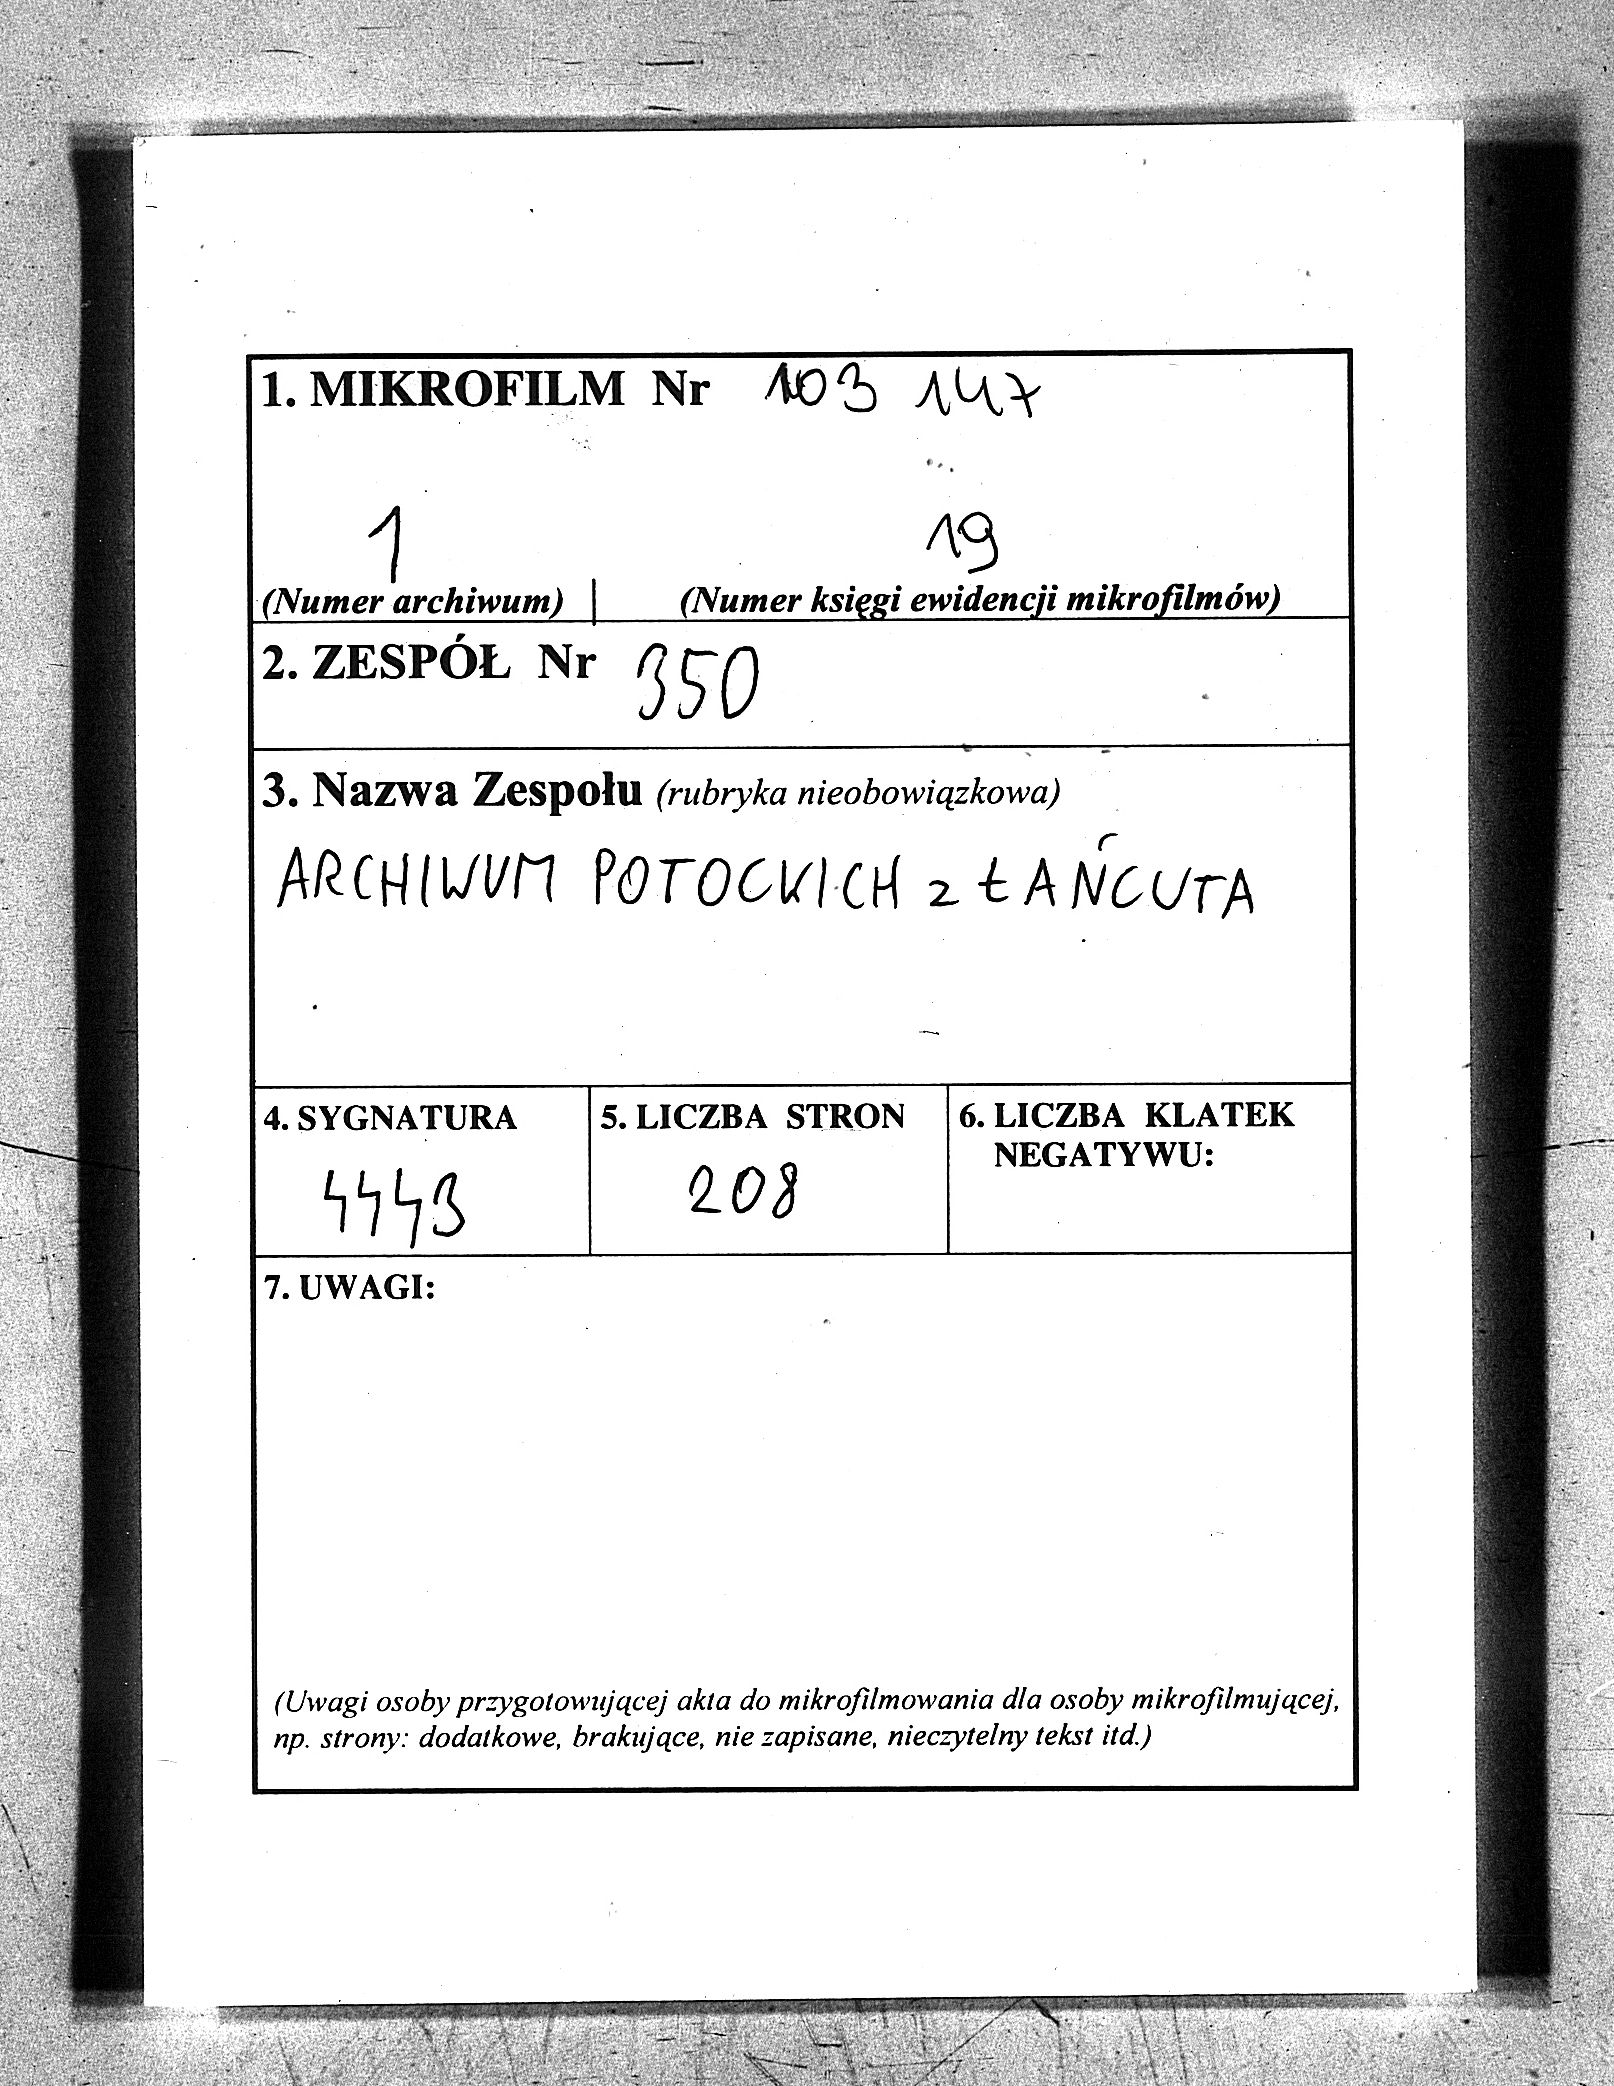 1. MIKROFILM Nr 103 147
1 19
(Numer archiwum) | (Numer księgi ewidencji mikrofilmów)
2. ZESPÓŁ Nr 350
3. Nazwa Zespołu (rubryka nieobowiązkowa)
ARCHIWUM POTOCKICH z ŁAŃCUTA
4. SYGNATURA
4443
5. LICZBA STRON
208
6. LICZBA KLATEK
NEGATYWU:
7. UWAGI:
(Uwagi osoby przygotowującej akta do mikrofilmowania dla osoby mikrofilmującej,
np. strony: dodatkowe, brakujące, nie zapisane, nieczytelny tekst itd.)